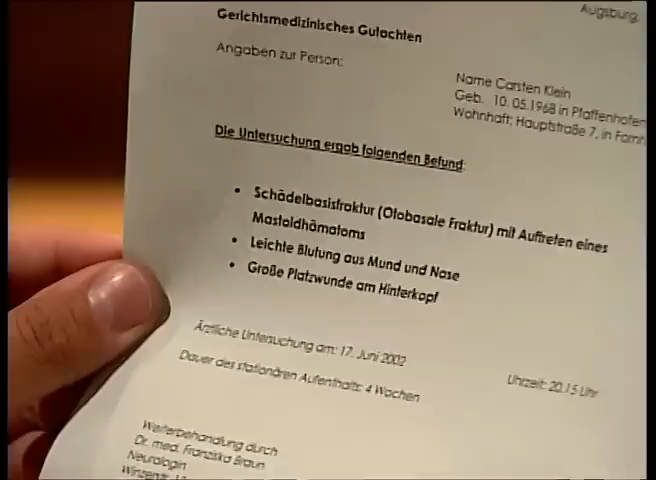 Augsburg,
Gerichtsmedizinisches Gutachten
Angaben zur Person:
Name Carsten Klein
Geb. 10.05.1968 in Pfaffenhofen
Wohnhaft: Hauptstraße 7, in
Die Untersuchung ergab folgenden Befund:
• Schädelbasisfraktur (Otobasale Fraktur) mit Auftreten eines
Mastoidhämatoms
• Leichte Blutung aus Mund und Nase
• Große Platzwunde am Hinterkopf
Ärztliche Untersuchung am: 17. Juni 2002
Uhrzeit: 20.15 Uhr
Dauer des stationären Aufenthalts: 4 Wochen
Weiterbehandlung durch
Dr. med. Franziska Braun
Neurologin